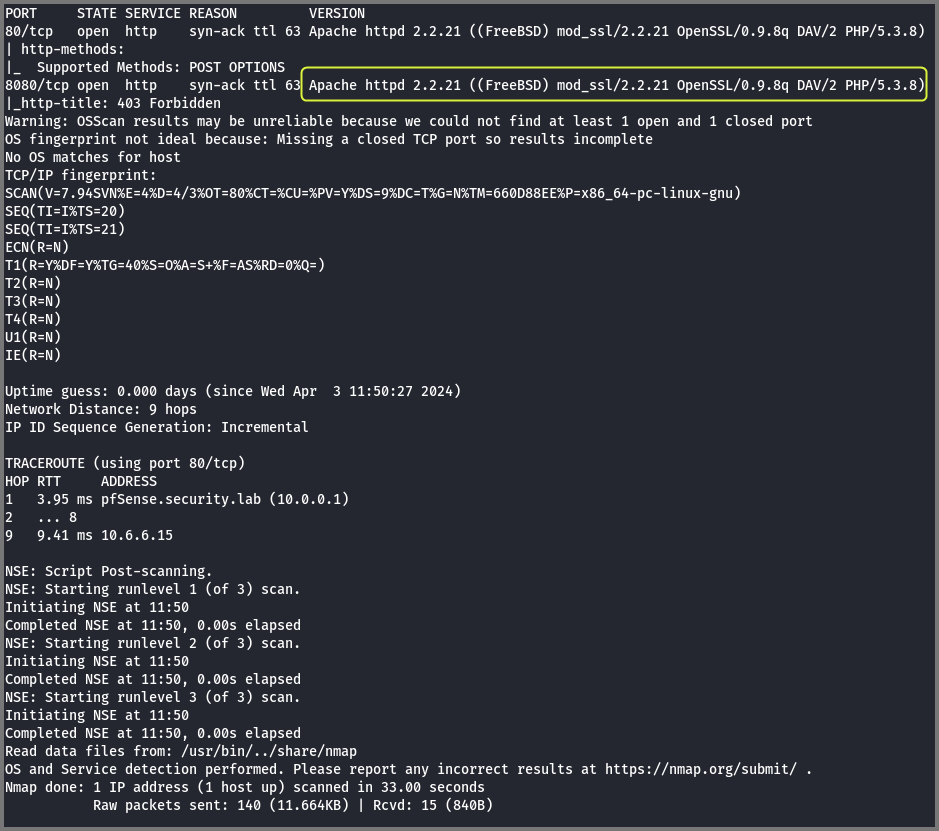 PORT     STATE SERVICE REASON         VERSION
80/tcp   open  http    syn-ack ttl 63 Apache httpd 2.2.21 ((FreeBSD) mod_ssl/2.2.21 OpenSSL/0.9.8q DAV/2 PHP/5.3.8)
| http-methods:
|_  Supported Methods: POST OPTIONS
8080/tcp open  http    syn-ack ttl 63 Apache httpd 2.2.21 ((FreeBSD) mod_ssl/2.2.21 OpenSSL/0.9.8q DAV/2 PHP/5.3.8)
|_http-title: 403 Forbidden
Warning: OSScan results may be unreliable because we could not find at least 1 open and 1 closed port
OS fingerprint not ideal because: Missing a closed TCP port so results incomplete
No OS matches for host
TCP/IP fingerprint:
SCAN(V=7.94SVN%E=4%D=4/3%OT=80%CT=%CU=%PV=Y%DS=9%DC=T%G=N%TM=660D88EE%P=x86_64-pc-linux-gnu)
SEQ(TI=I%TS=20)
SEQ(TI=I%TS=21)
ECN(R=N)
T1(R=Y%DF=Y%TG=40%S=O%A=S+%F=AS%RD=0%Q=)
T2(R=N)
T3(R=N)
T4(R=N)
U1(R=N)
IE(R=N)

Uptime guess: 0.000 days (since Wed Apr  3 11:50:27 2024)
Network Distance: 9 hops
IP ID Sequence Generation: Incremental

TRACEROUTE (using port 80/tcp)
HOP RTT     ADDRESS
1   3.95 ms pfSense.security.lab (10.0.0.1)
2   ... 8
9   9.41 ms 10.6.6.15

NSE: Script Post-scanning.
NSE: Starting runlevel 1 (of 3) scan.
Initiating NSE at 11:50
Completed NSE at 11:50, 0.00s elapsed
NSE: Starting runlevel 2 (of 3) scan.
Initiating NSE at 11:50
Completed NSE at 11:50, 0.00s elapsed
NSE: Starting runlevel 3 (of 3) scan.
Initiating NSE at 11:50
Completed NSE at 11:50, 0.00s elapsed
Read data files from: /usr/bin/../share/nmap
OS and Service detection performed. Please report any incorrect results at https://nmap.org/submit/ .
Nmap done: 1 IP address (1 host up) scanned in 33.00 seconds
           Raw packets sent: 140 (11.664KB) | Rcvd: 15 (840B)